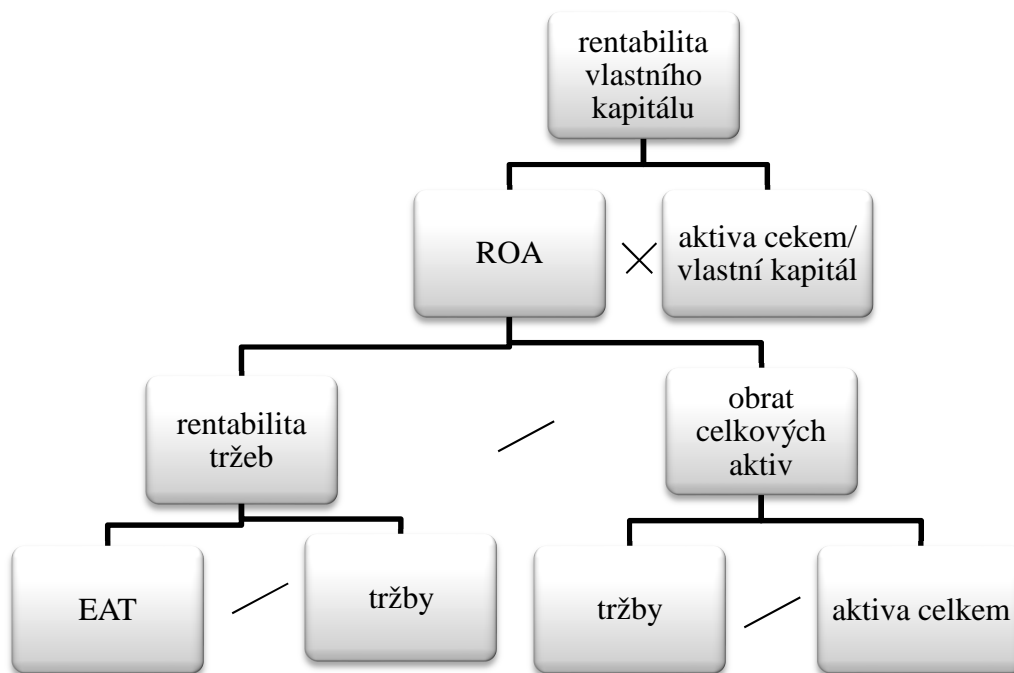 rentabilita
vlastního
kapitálu
ROA
aktiva cekem/
vlastní kapitál
rentabilita
tržeb
obrat
celkových
aktiv
EAT
tržby
tržby
aktiva celkem